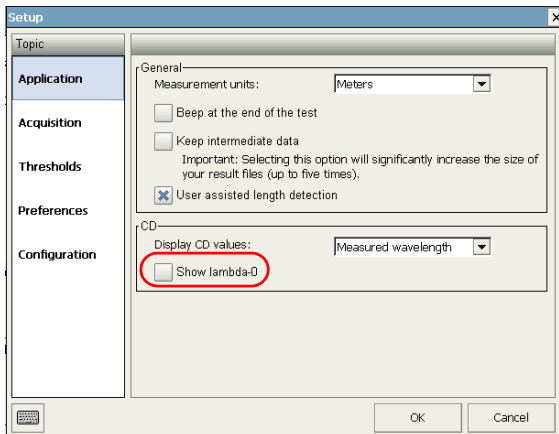 Setup
Topic
Application
Acquisition
Thresholds
Preferences
Configuration
General
Measurement units: Meters
Beep at the end of the test
Keep intermediate data
Important: Selecting this option will significantly increase the size of
your result files (up to five times).
User assisted length detection
CD
Display CD values: Measured wavelength
Show lambda-0
OK Cancel